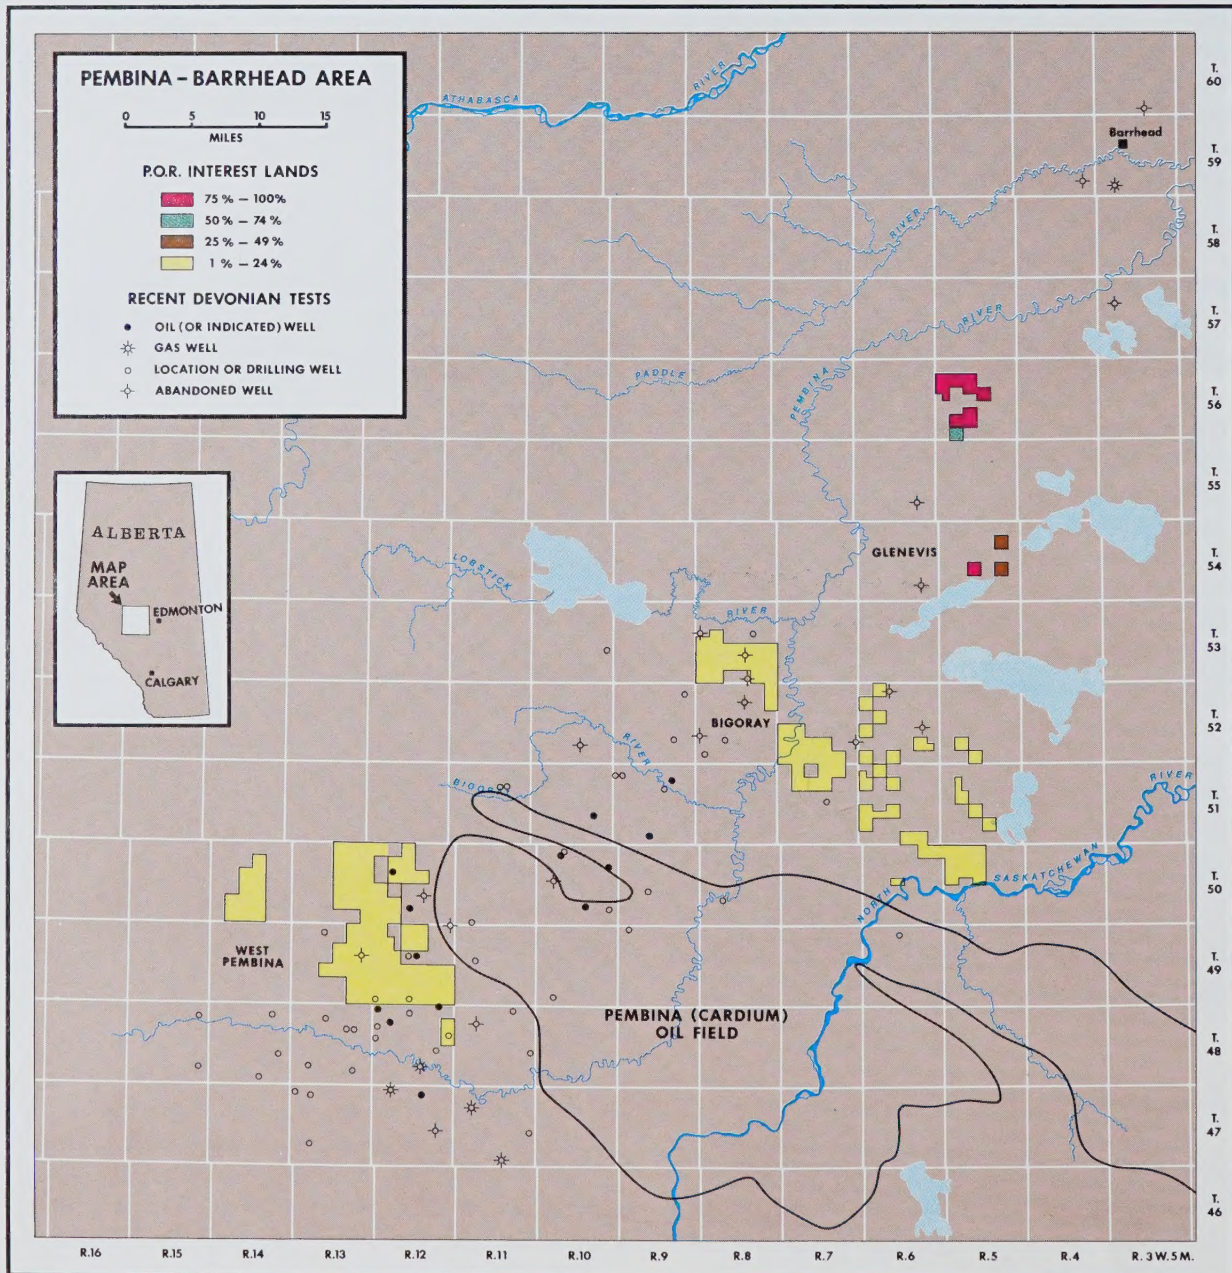 PEMBINA – BARRHEAD AREA
0 5 10 15
MILES
P.O.R. INTEREST LANDS
75 % – 100%
50 % – 74 %
25 % – 49 %
1 % – 24 %
RECENT DEVONIAN TESTS
OIL (OR INDICATED) WELL
GAS WELL
LOCATION OR DRILLING WELL
ABANDONED WELL
ALBERTA
MAP
AREA
EDMONTON
CALGARY
ATHABASCA RIVER
Barrhead
RIVER
RIVER
PADDLE
PEMBINA
GLENEVIS
LOBSTICK
RIVER
BIGORAY
RIVER
BIGORAY
RIVER
SASKATCHEWAN
NORTH
WEST
PEMBINA
PEMBINA (CARDIUM)
OIL FIELD
T.
60
T.
59
T.
58
T.
57
T.
56
T.
55
T.
54
T.
53
T.
52
T.
51
T.
50
T.
49
T.
48
T.
47
T.
46
R.16 R.15 R.14 R.13 R.12 R.11 R.10 R.9 R.8 R.7 R.6 R.5 R.4 R.3W.5M.